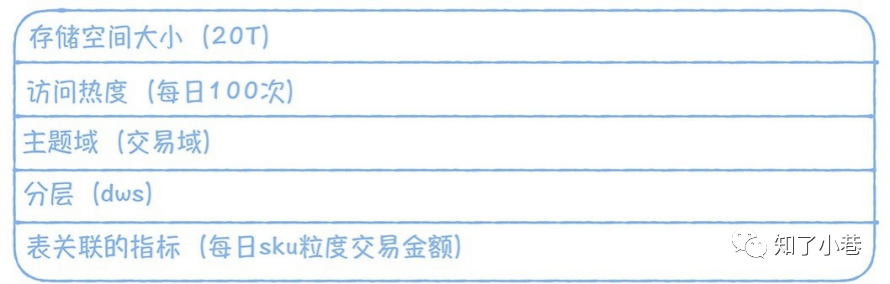 存储空间大小（20T）
访问热度（每日100次）
主题域（交易域）
分层（dws）
表关联的指标（每日sku粒度交易金额）
知了小巷